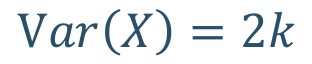 Var(X) = 2k